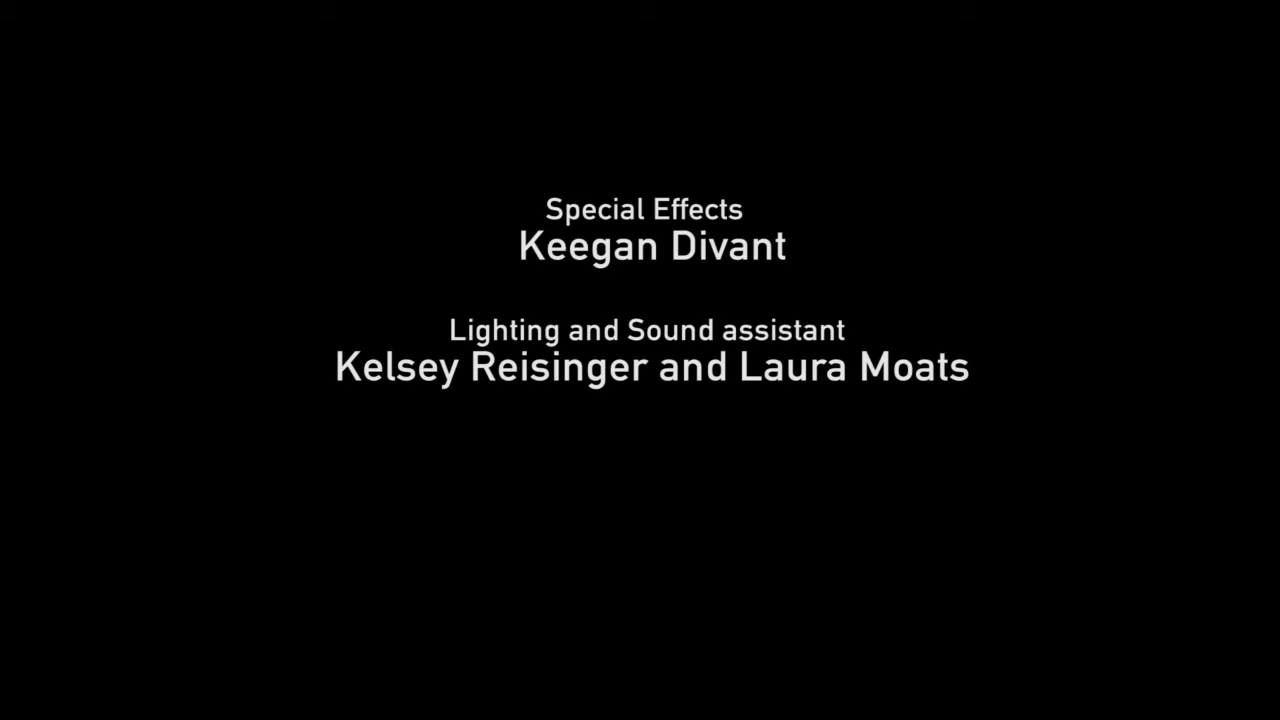 Special Effects
Keegan Divant
Lighting and Sound assistant
Kelsey Reisinger and Laura Moats